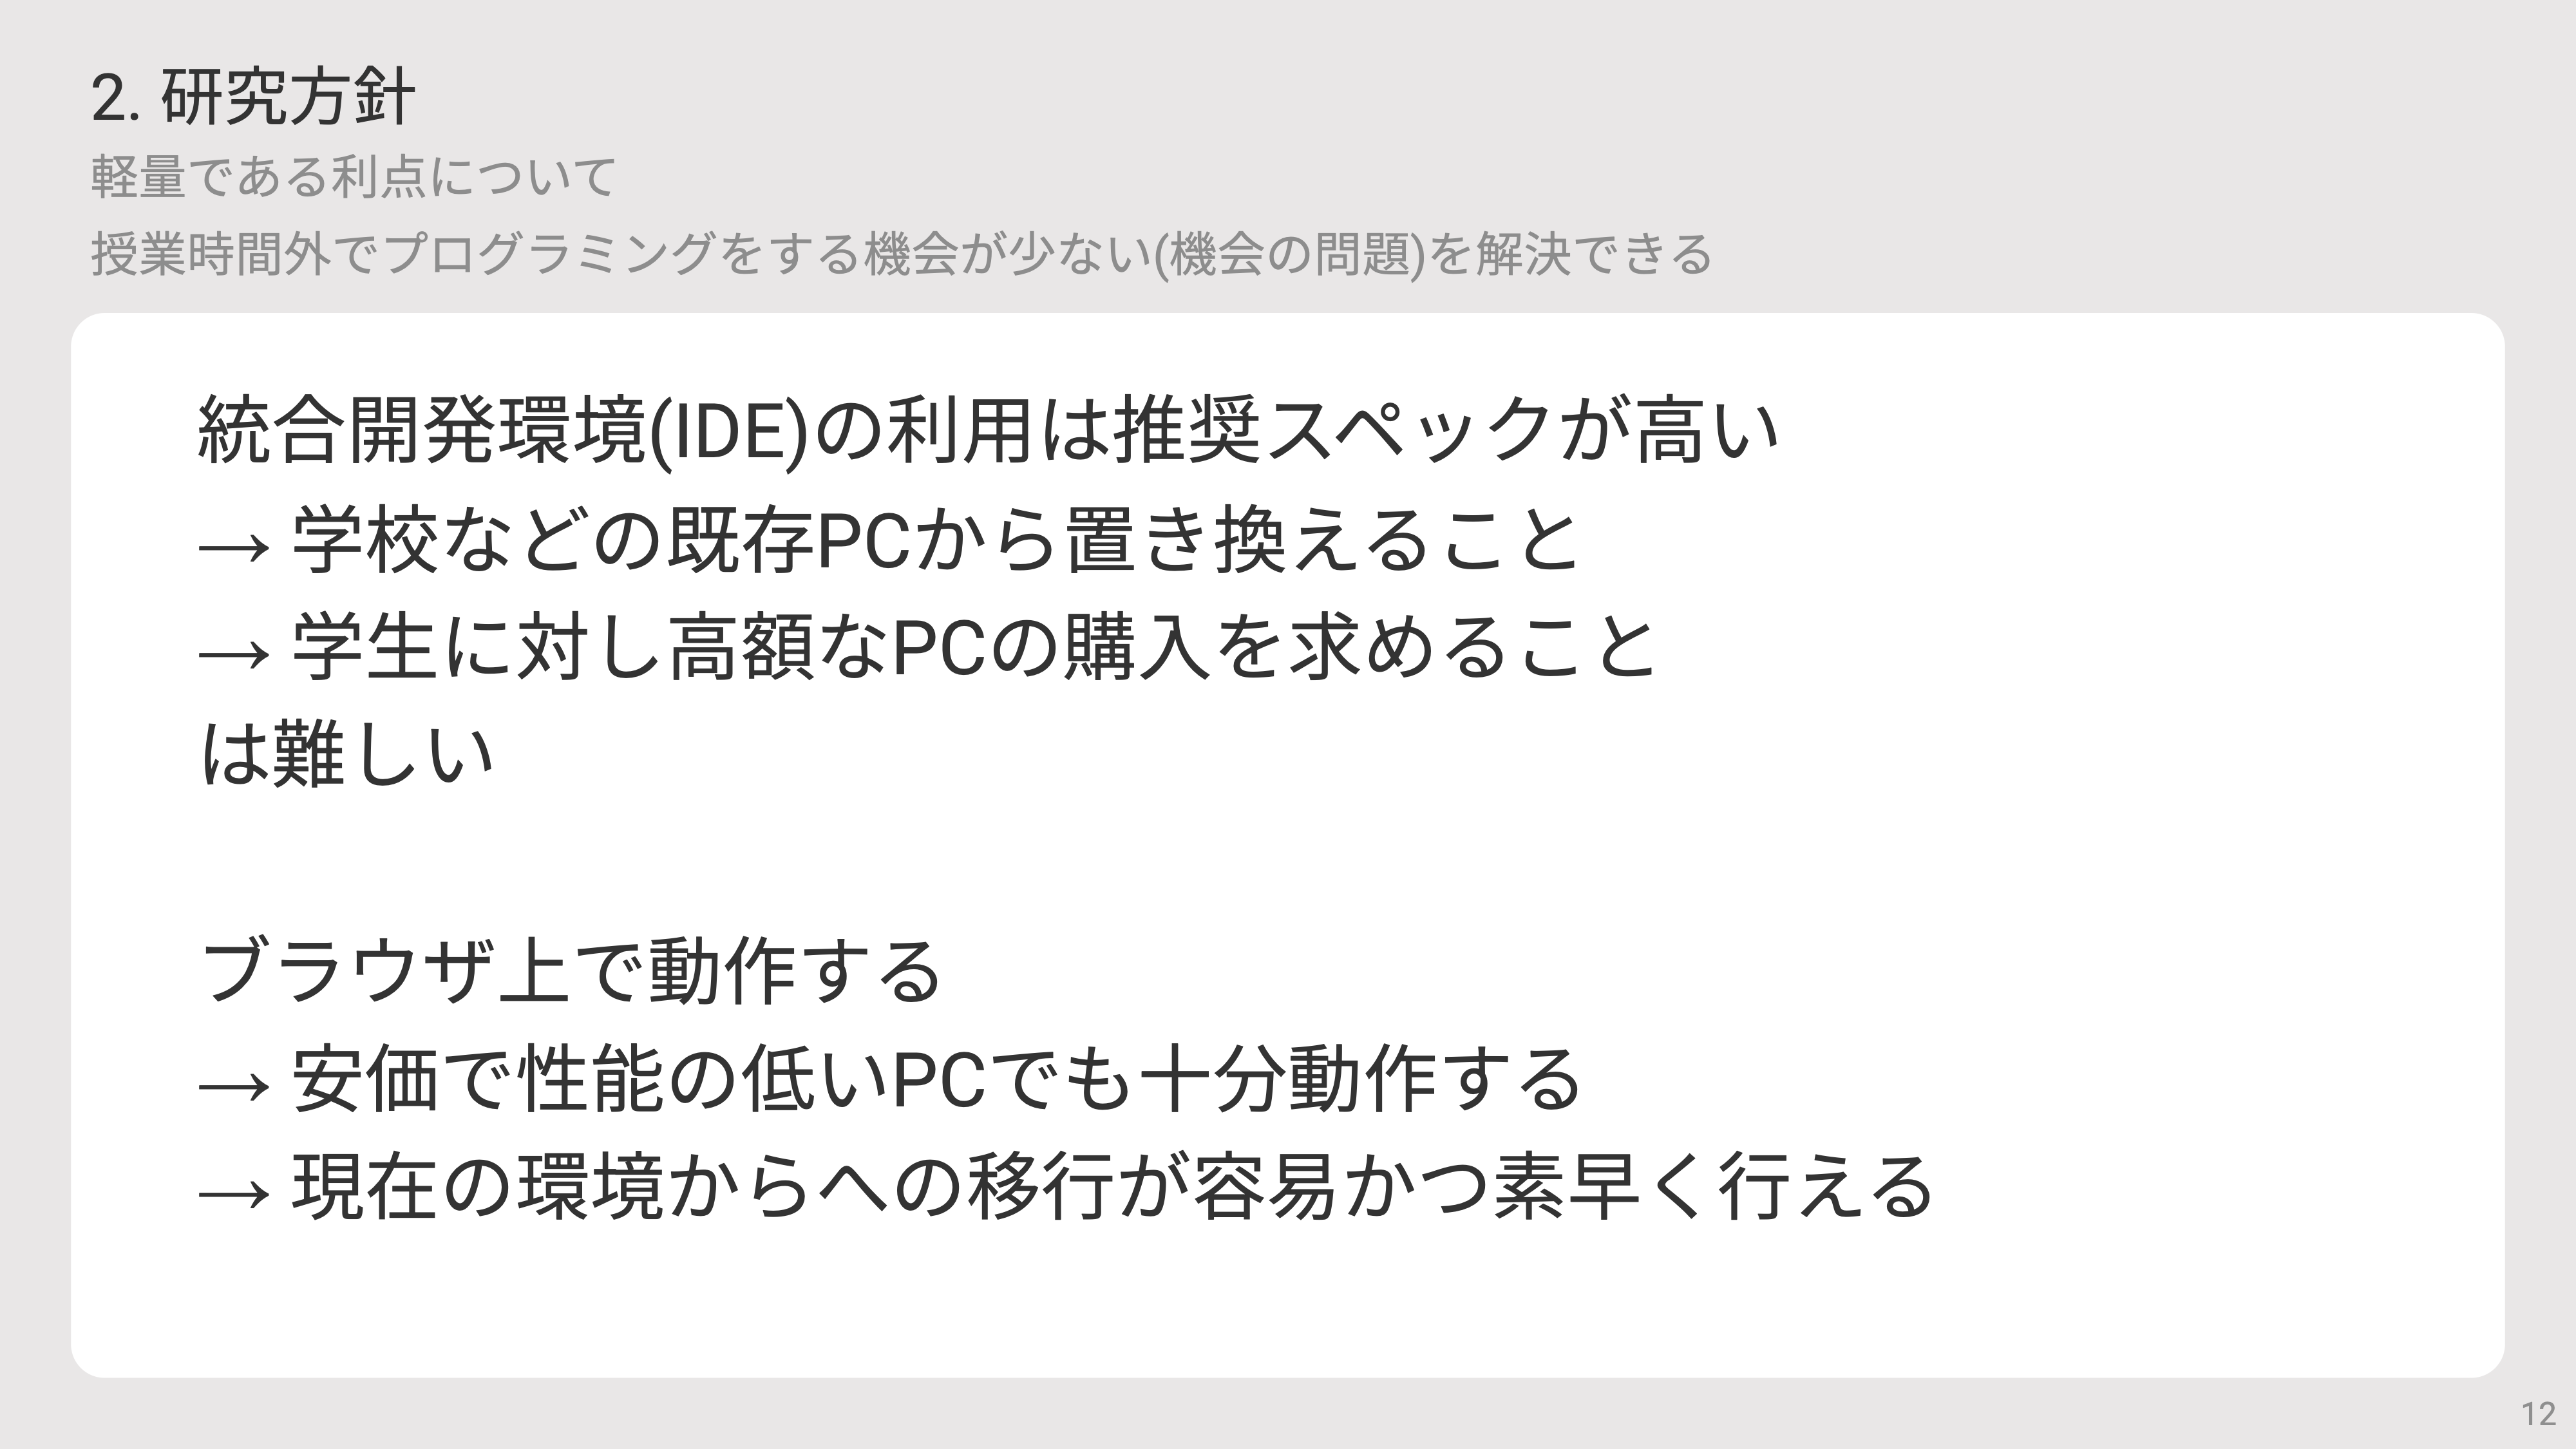 2. 研究方針
軽量である利点について
授業時間外でプログラミングをする機会が少ない(機会の問題)を解決できる
統合開発環境(IDE)の利用は推奨スペックが高い
→ 学校などの既存PCから置き換えること
→ 学生に対し高額なPCの購入を求めること
は難しい
ブラウザ上で動作する
→ 安価で性能の低いPCでも十分動作する
→ 現在の環境からへの移行が容易かつ素早く行える
12